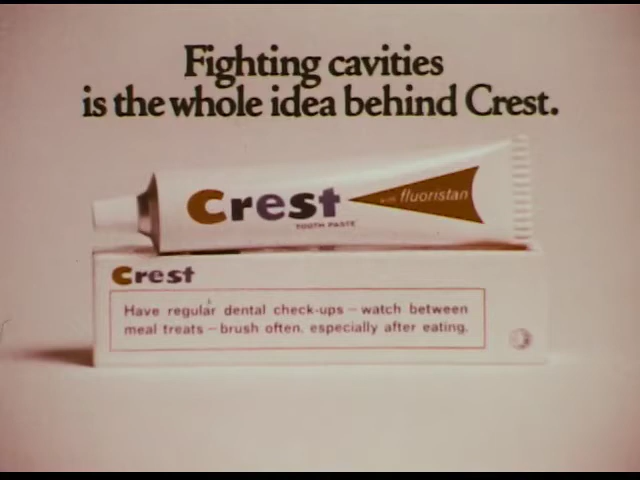 Fighting cavities
is the whole idea behind Crest.
Crest
with fluoristan
TOOTH PASTE
Crest
Have regular dental check-ups – watch between
meal treats – brush often, especially after eating.